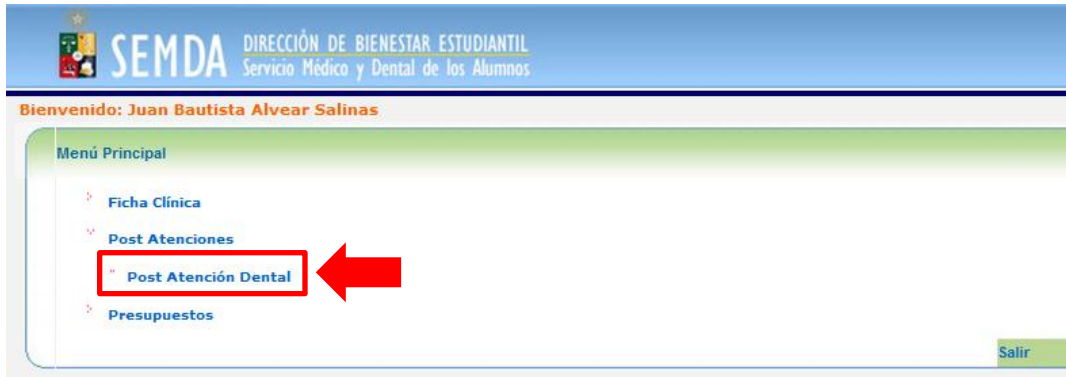 SEMDA
DIRECCIÓN DE BIENESTAR ESTUDIANTIL
Servicio Médico y Dental de los Alumnos
Bienvenido: Juan Bautista Alvear Salinas
Menú Principal
Ficha Clínica
Post Atenciones
Post Atención Dental
Presupuestos
Salir